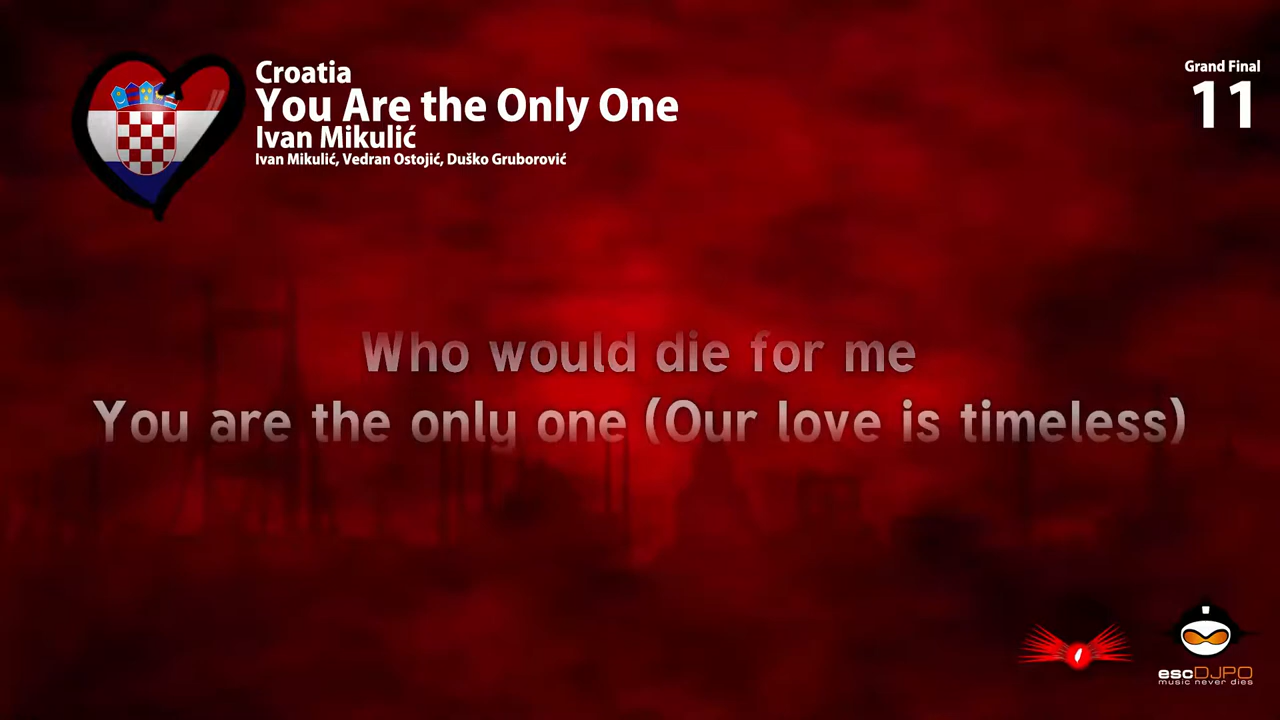 Croatia
You Are the Only One
Ivan Mikulić
Ivan Mikulić, Vedran Ostojić, Duško Gruborović
Grand Final
11
Who would die for me
You are the only one (Our love is timeless)
escDJPO
music never dies